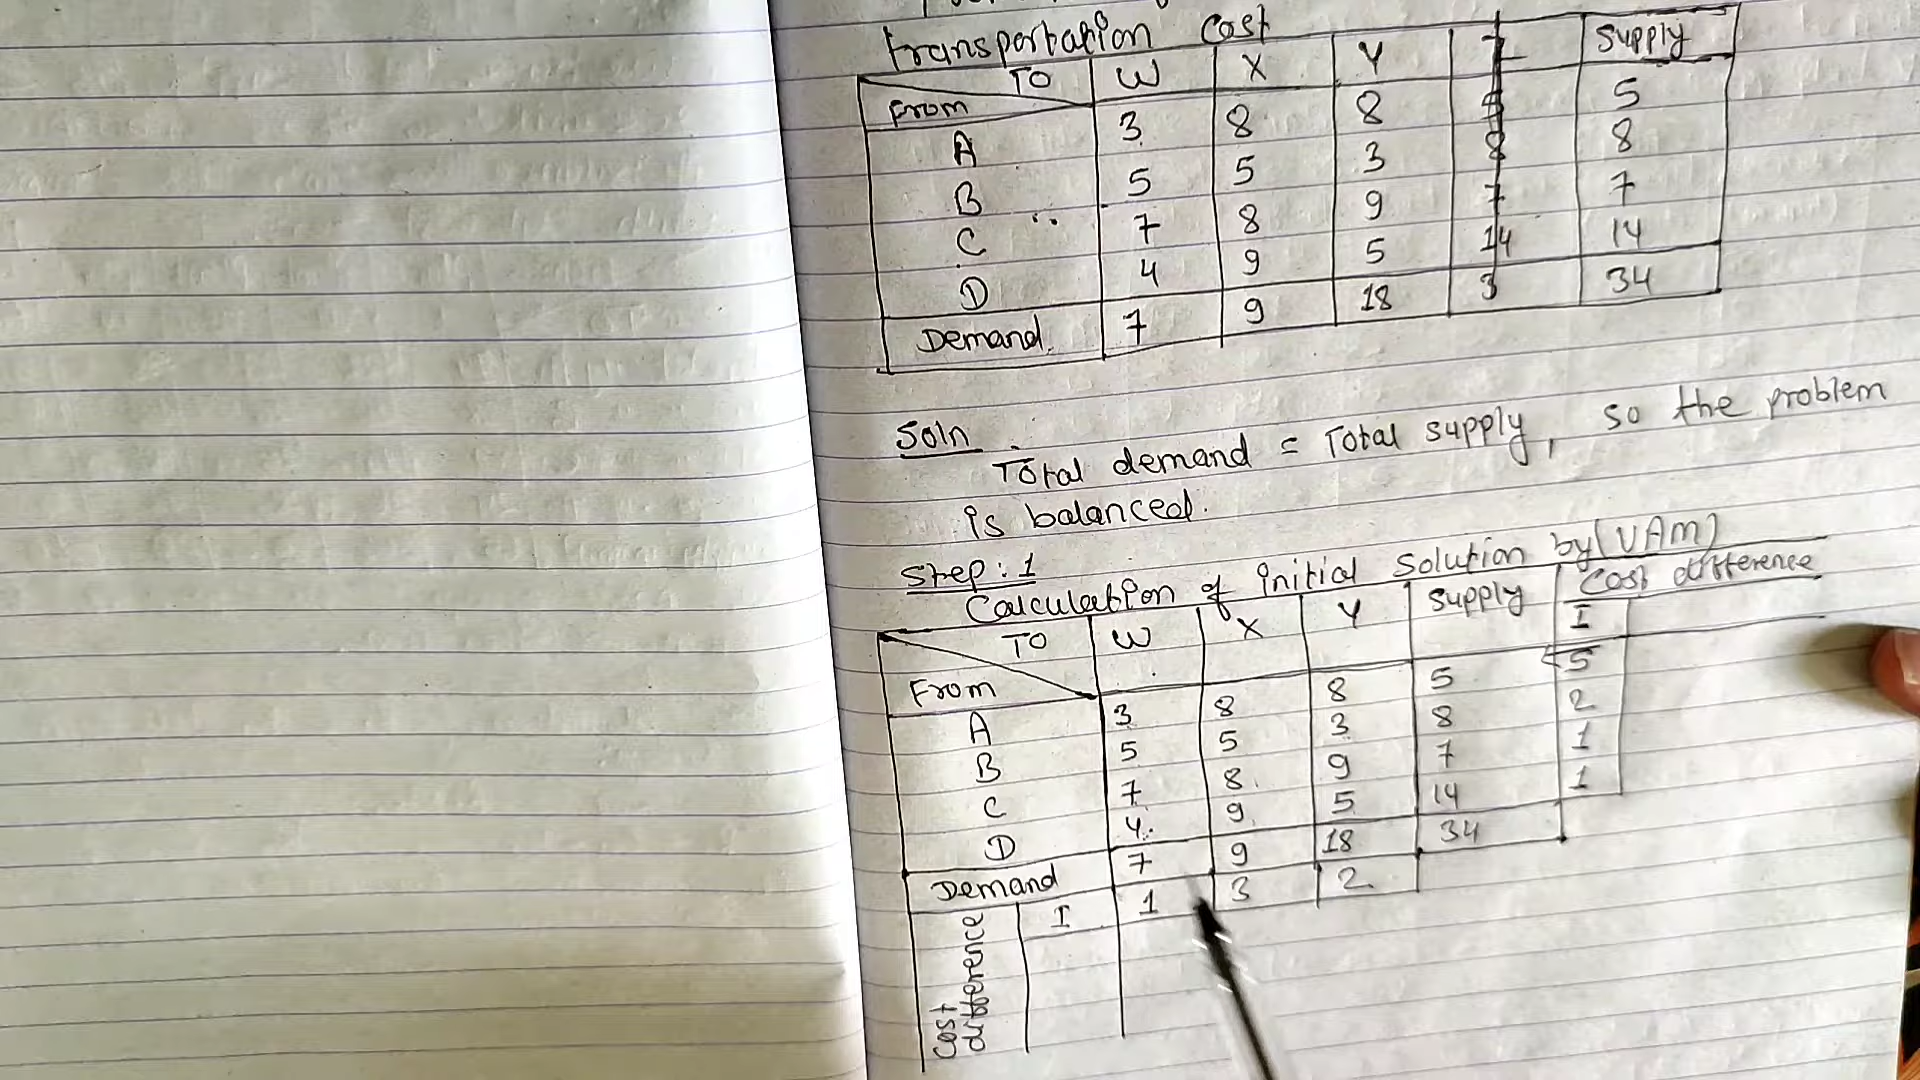 transportation cost
TO W X Y Supply
From
A 3 8 8 5
B 5 5 3 8
C 7 8 9 7 7
D 4 9 5 14 14
Demand 7 9 18 3 34
Soln
Total demand = Total supply, so the problem
is balanced.
Step: 1
Calculation of initial solution by (VAM)
TO W X Y Supply Cost difference
I
From
A 3 8 8 5 5
B 5 5 3 8 2
C 7 8 9 7 1
D 4 9 5 14 1
Demand 7 9 18 34
Cost difference I 1 3 2